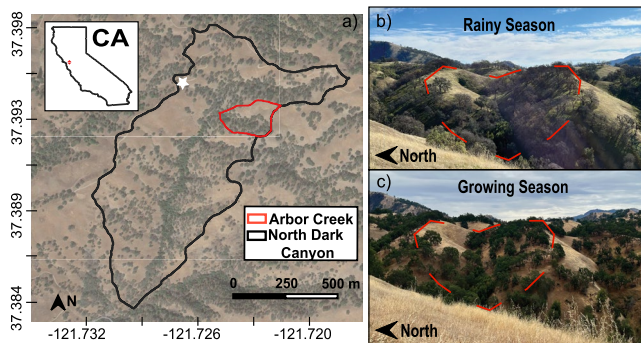 a)
CA
37.398
37.393
37.389
37.384
Arbor Creek
North Dark
Canyon
0 250 500 m
N
-121.732 -121.726 -121.720
b)
Rainy Season
North
c)
Growing Season
North